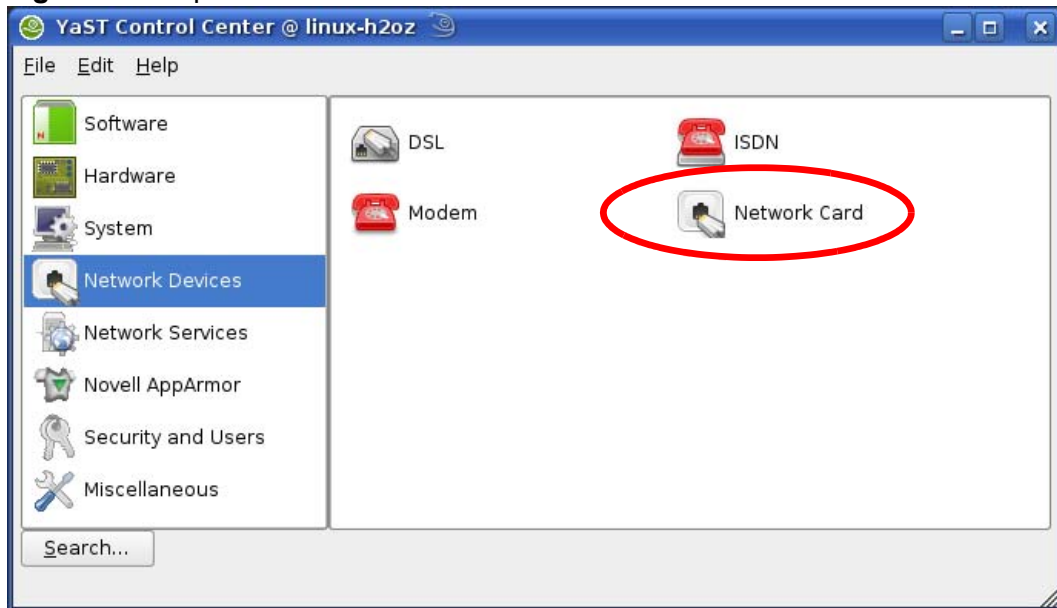 YaST Control Center @ linux-h2oz
File Edit Help
Software
Hardware
System
Network Devices
Network Services
Novell AppArmor
Security and Users
Miscellaneous
DSL
ISDN
Modem
Network Card
Search...